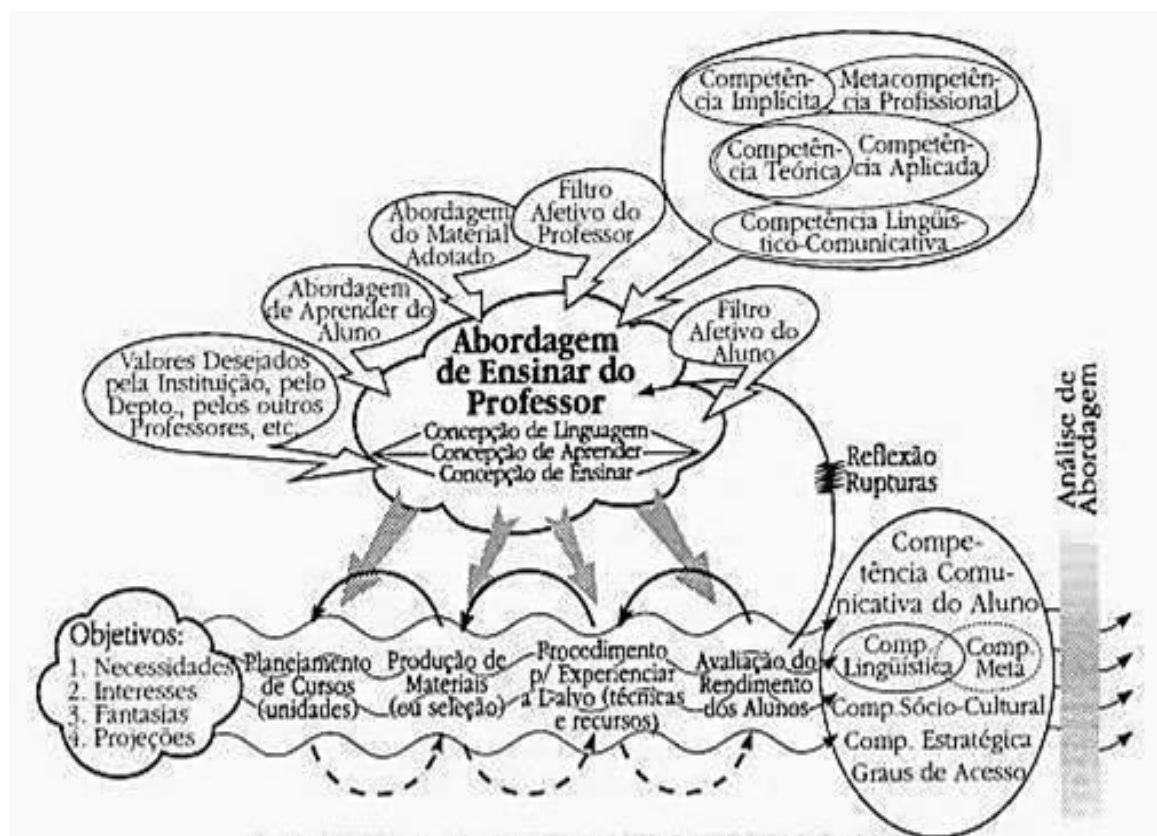 Competên-
cia Implícita
Metacompetên-
cia Profissional
Competên-
cia Teórica
Competên-
cia Aplicada
Competência Lingüís-
tico-Comunicativa
Filtro
Afetivo do
Professor
Abordagem
do Material
Adotado
Abordagem
de Aprender do
Aluno
Valores Desejados
pela Instituição, pelo
Depto., pelos outros
Professores, etc.
Filtro
Afetivo do
Aluno
Abordagem
de Ensinar do
Professor
Concepção de Linguagem
Concepção de Aprender
Concepção de Ensinar
Reflexão
Rupturas
Análise de
Abordagem
Objetivos:
1. Necessidades
2. Interesses
3. Fantasias
4. Projeções
Planejamento
de Cursos
(unidades)
Produção de
Materiais
(ou seleção)
Procedimento
p/ Experienciar
a L-alvo (técnicas
e recursos)
Avaliação do
Rendimento
dos Alunos
Compe-
tência Comu-
nicativa do Aluno
Comp.
Lingüística
Comp.
Meta
Comp. Sócio-Cultural
Comp. Estratégica
Graus de Acesso